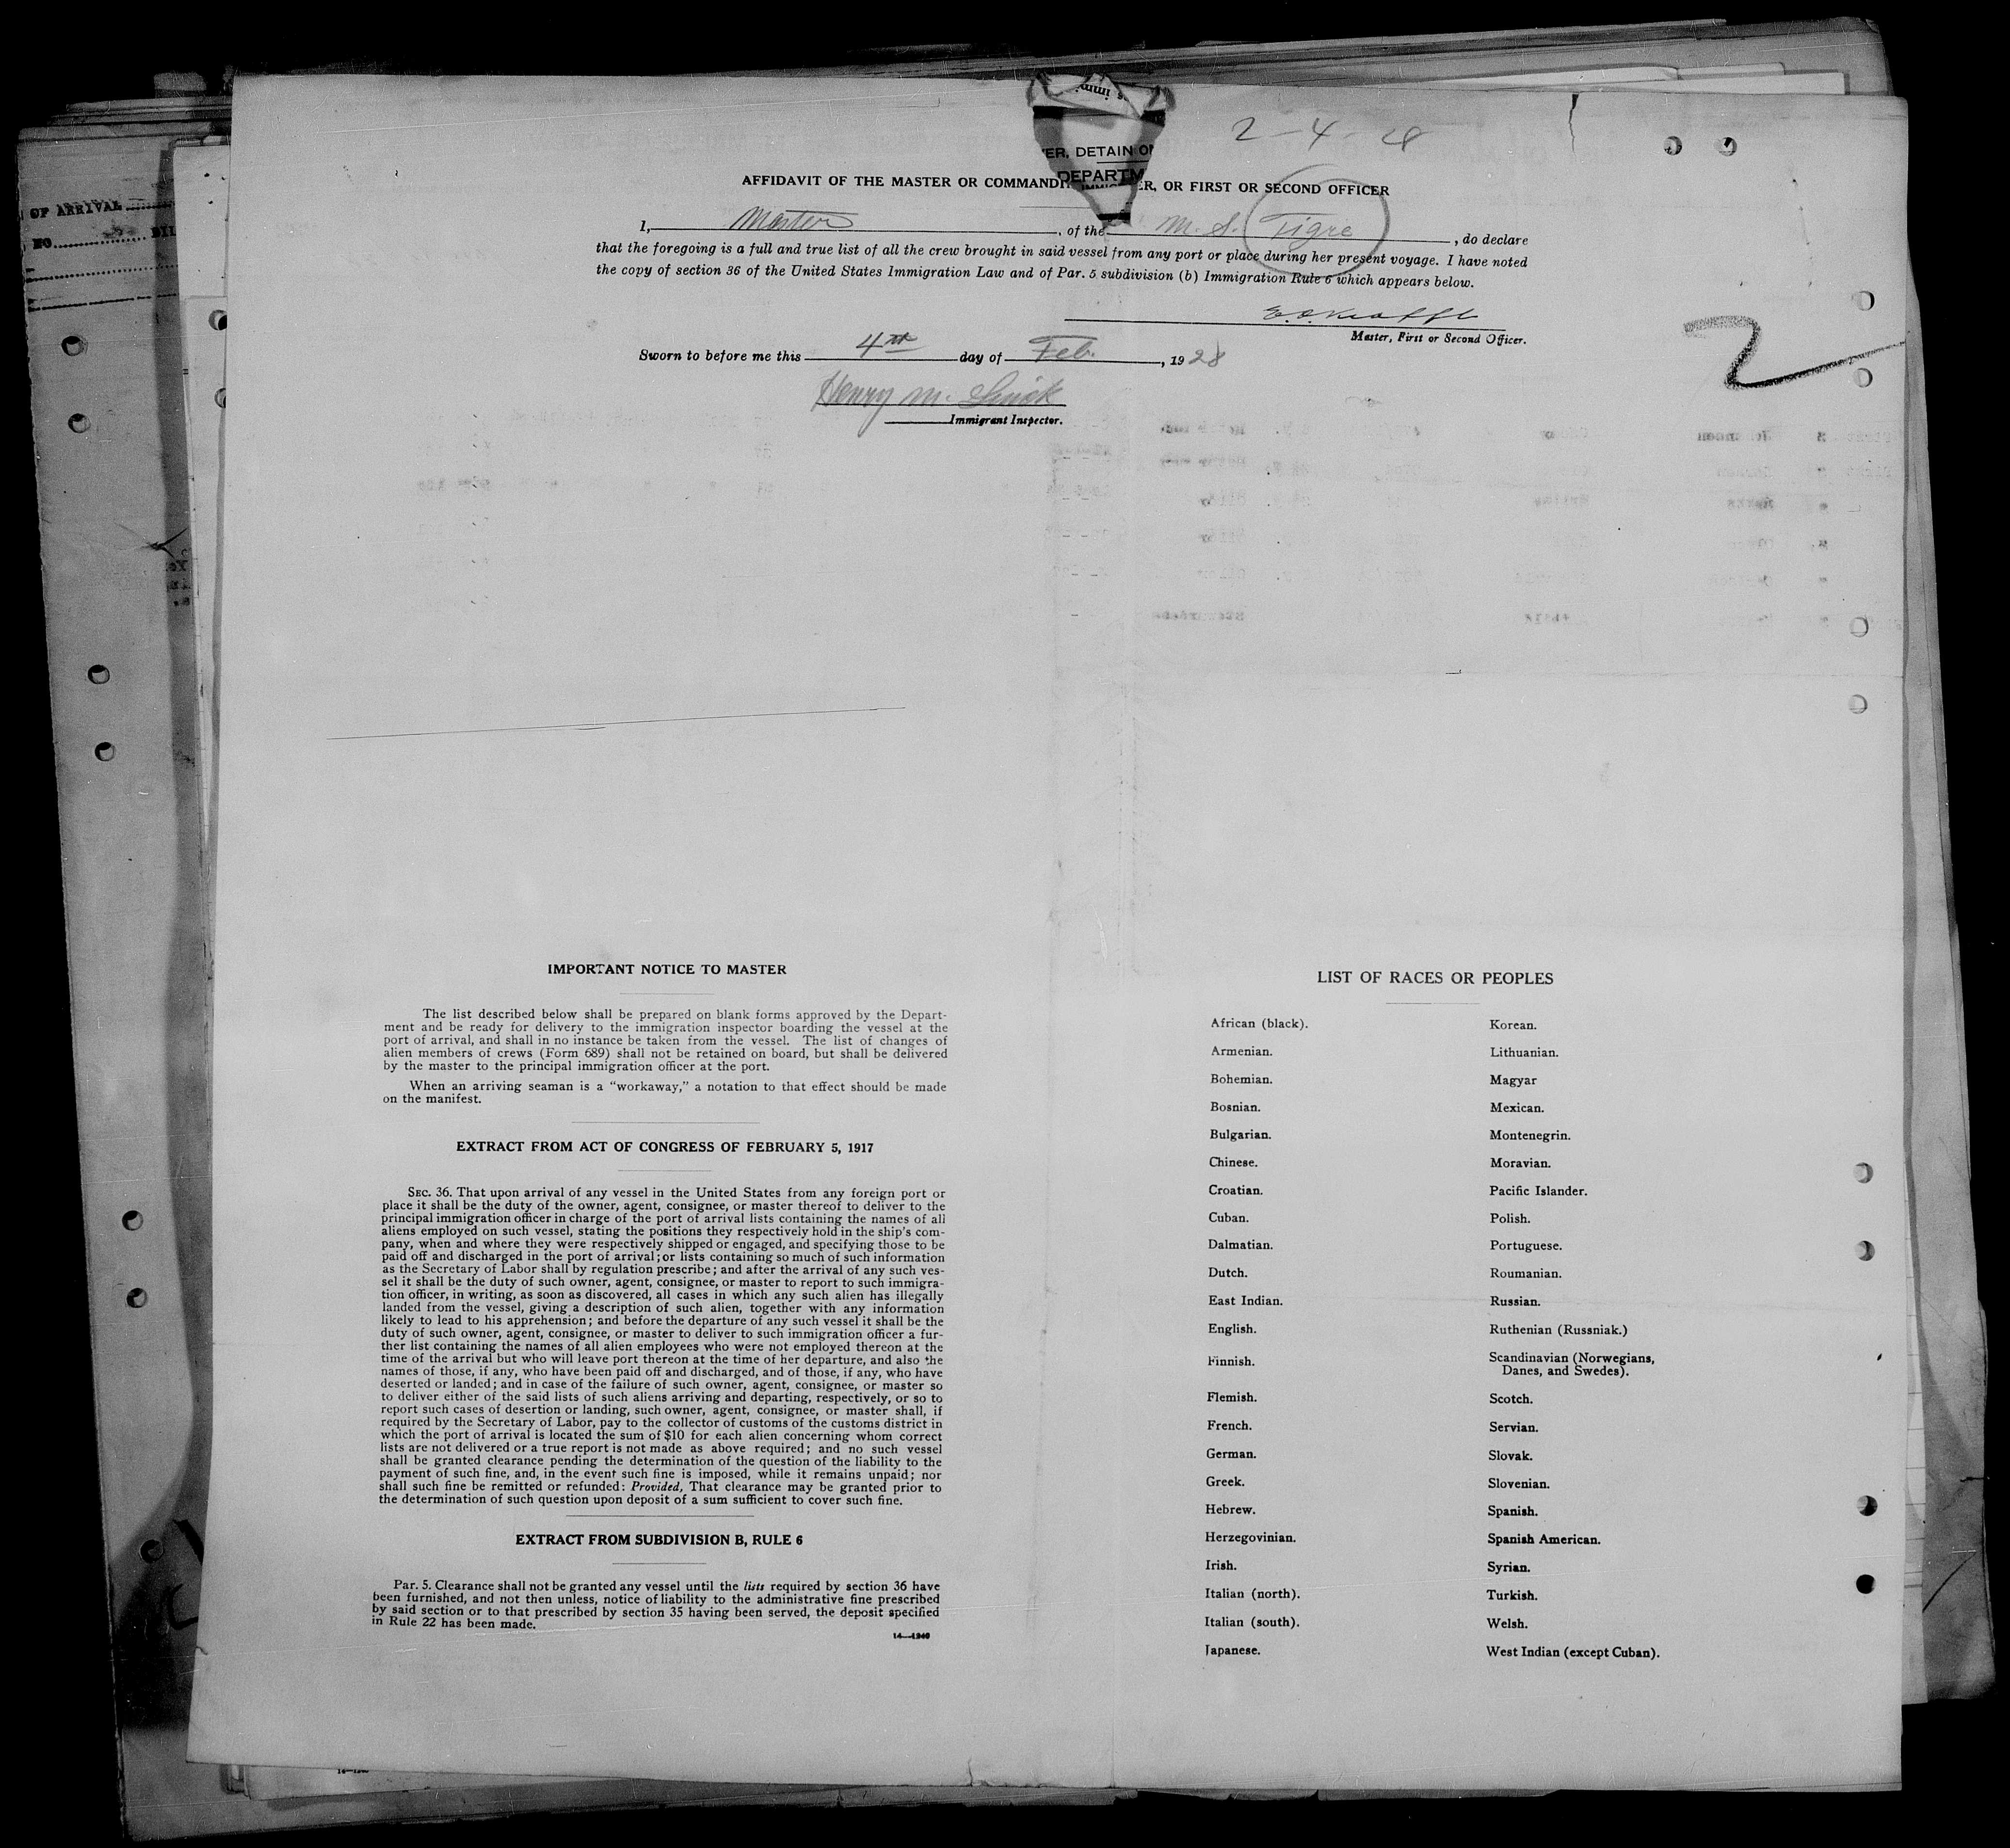 2-4-28
ER, DETAIN O
DEPARTM
AFFIDAVIT OF THE MASTER OR COMMANDI ER, OR FIRST OR SECOND OFFICER
I, Master, of the M. S. Tigre, do declare
that the foregoing is a full and true list of all the crew brought in said vessel from any port or place during her present voyage. I have noted
the copy of section 36 of the United States Immigration Law and of Par. 5 subdivision (b) Immigration Rule 6 which appears below.
Master, First or Second Officer.
Sworn to before me this 4th day of Feb., 1928
Henry M.
Immigrant Inspector.
2
OF ARRIVAL
NO.
IMPORTANT NOTICE TO MASTER
The list described below shall be prepared on blank forms approved by the Depart-
ment and be ready for delivery to the immigration inspector boarding the vessel at the
port of arrival, and shall in no instance be taken from the vessel. The list of changes of
alien members of crews (Form 689) shall not be retained on board, but shall be delivered
by the master to the principal immigration officer at the port.
When an arriving seaman is a “workaway,” a notation to that effect should be made
on the manifest.
EXTRACT FROM ACT OF CONGRESS OF FEBRUARY 5, 1917
SEC. 36. That upon arrival of any vessel in the United States from any foreign port or
place it shall be the duty of the owner, agent, consignee, or master thereof to deliver to the
principal immigration officer in charge of the port of arrival lists containing the names of all
aliens employed on such vessel, stating the positions they respectively hold in the ship's com-
pany, when and where they were respectively shipped or engaged, and specifying those to be
paid off and discharged in the port of arrival; or lists containing so much of such information
as the Secretary of Labor shall by regulation prescribe; and after the arrival of any such ves-
sel it shall be the duty of such owner, agent, consignee, or master to report to such immigra-
tion officer, in writing, as soon as discovered, all cases in which any such alien has illegally
landed from the vessel, giving a description of such alien, together with any information
likely to lead to his apprehension; and before the departure of any such vessel it shall be the
duty of such owner, agent, consignee, or master to deliver to such immigration officer a fur-
ther list containing the names of all alien employees who were not employed thereon at the
time of the arrival but who will leave port thereon at the time of her departure, and also the
names of those, if any, who have been paid off and discharged, and of those, if any, who have
deserted or landed; and in case of the failure of such owner, agent, consignee, or master so
to deliver either of the said lists of such aliens arriving and departing, respectively, or so to
report such cases of desertion or landing, such owner, agent, consignee, or master shall, if
required by the Secretary of Labor, pay to the collector of customs of the customs district in
which the port of arrival is located the sum of $10 for each alien concerning whom correct
lists are not delivered or a true report is not made as above required; and no such vessel
shall be granted clearance pending the determination of the question of the liability to the
payment of such fine, and, in the event such fine is imposed, while it remains unpaid; nor
shall such fine be remitted or refunded: Provided, That clearance may be granted prior to
the determination of such question upon deposit of a sum sufficient to cover such fine.
EXTRACT FROM SUBDIVISION B, RULE 6
Par. 5. Clearance shall not be granted any vessel until the lists required by section 36 have
been furnished, and not then unless, notice of liability to the administrative fine prescribed
by said section or to that prescribed by section 35 having been served, the deposit specified
in Rule 22 has been made.
14—1240
LIST OF RACES OR PEOPLES
African (black).
Armenian.
Bohemian.
Bosnian.
Bulgarian.
Chinese.
Croatian.
Cuban.
Dalmatian.
Dutch.
East Indian.
English.
Finnish.
Flemish.
French.
German.
Greek.
Hebrew.
Herzegovinian.
Irish.
Italian (north).
Italian (south).
Japanese.
Korean.
Lithuanian.
Magyar
Mexican.
Montenegrin.
Moravian.
Pacific Islander.
Polish.
Portuguese.
Roumanian.
Russian.
Ruthenian (Russniak.)
Scandinavian (Norwegians,
Danes, and Swedes).
Scotch.
Servian.
Slovak.
Slovenian.
Spanish.
Spanish American.
Syrian.
Turkish.
Welsh.
West Indian (except Cuban).